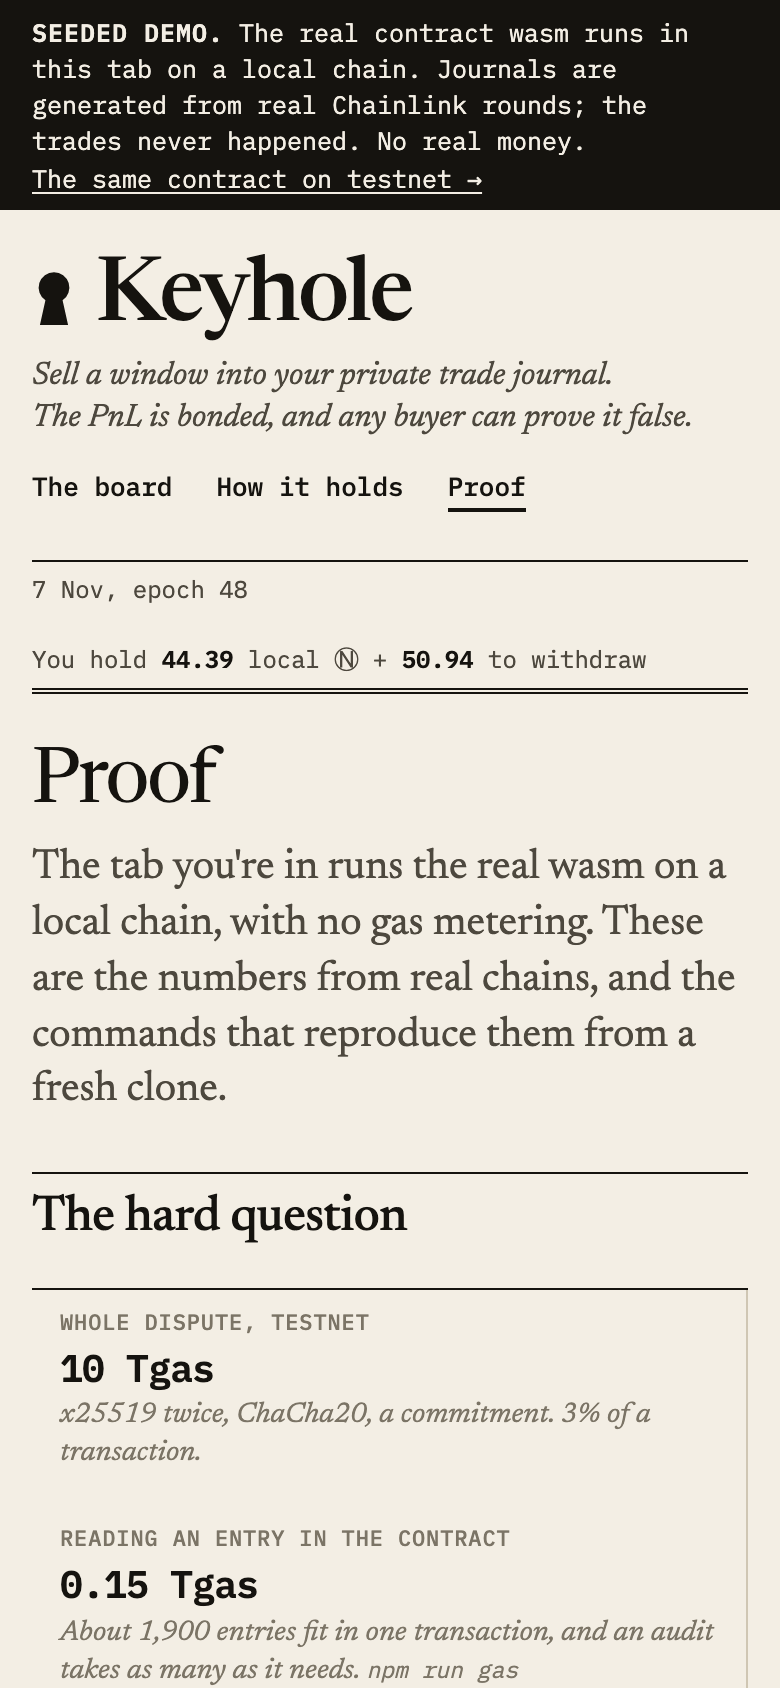 SEEDED DEMO. The real contract wasm runs in
this tab on a local chain. Journals are
generated from real Chainlink rounds; the
trades never happened. No real money.
The same contract on testnet →
Keyhole
Sell a window into your private trade journal.
The PnL is bonded, and any buyer can prove it false.
The board How it holds Proof
7 Nov, epoch 48
You hold 44.39 local Ⓝ + 50.94 to withdraw
Proof
The tab you're in runs the real wasm on a
local chain, with no gas metering. These
are the numbers from real chains, and the
commands that reproduce them from a
fresh clone.
The hard question
WHOLE DISPUTE, TESTNET
10 Tgas
x25519 twice, ChaCha20, a commitment. 3% of a
transaction.
READING AN ENTRY IN THE CONTRACT
0.15 Tgas
About 1,900 entries fit in one transaction, and an audit
takes as many as it needs. npm run gas